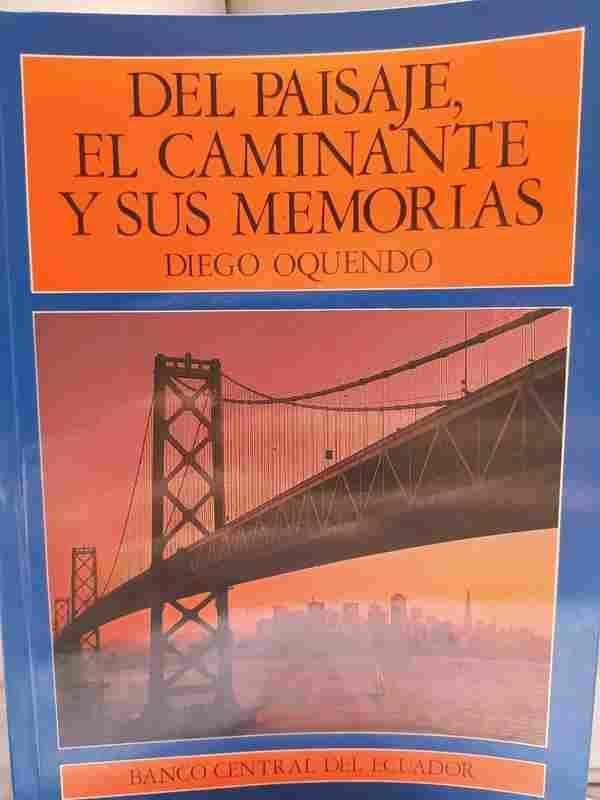 DEL PAISAJE,
EL CAMINANTE
Y SUS MEMORIAS
DIEGO OQUENDO
BANCO CENTRAL DEL ECUADOR